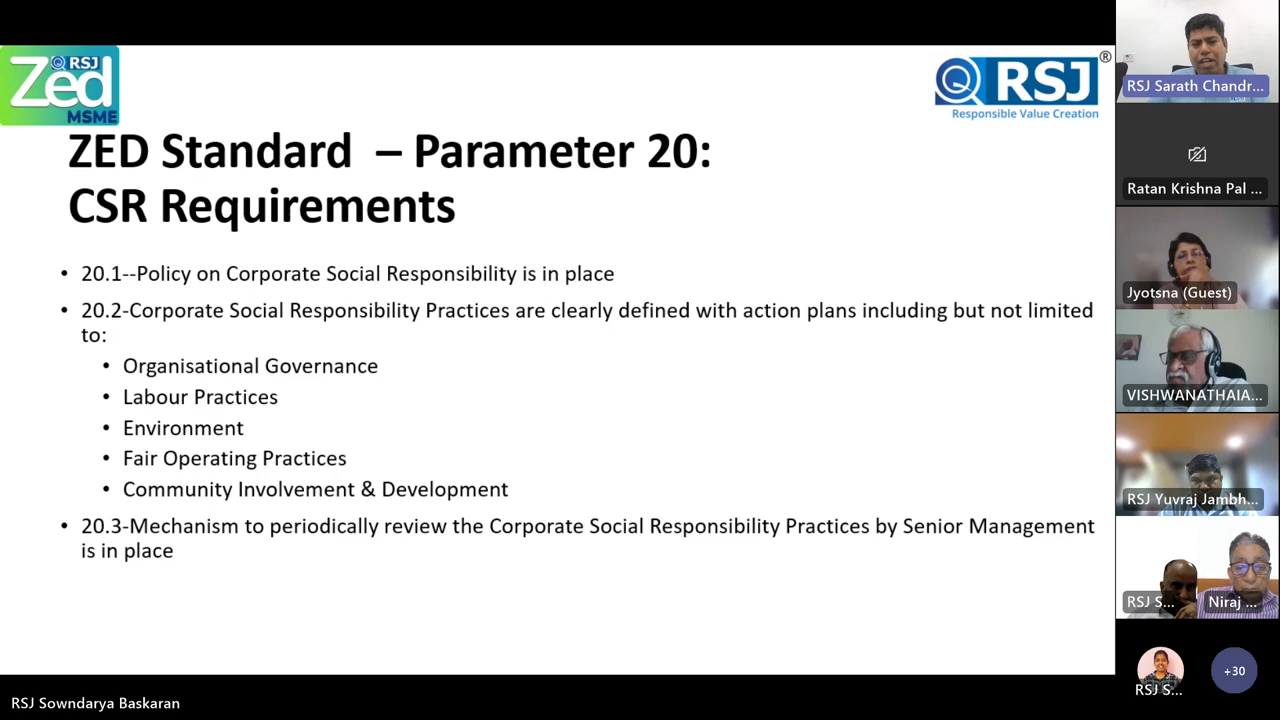 RSJ
Zed
MSME
RSJ ®
Responsible Value Creation
ZED Standard – Parameter 20:
CSR Requirements
• 20.1--Policy on Corporate Social Responsibility is in place
• 20.2-Corporate Social Responsibility Practices are clearly defined with action plans including but not limited
to:
• Organisational Governance
• Labour Practices
• Environment
• Fair Operating Practices
• Community Involvement & Development
• 20.3-Mechanism to periodically review the Corporate Social Responsibility Practices by Senior Management
is in place
RSJ Sarath Chandr...
Ratan Krishna Pal ...
Jyotsna (Guest)
VISHWANATHAIA...
RSJ Yuvraj Jambh...
RSJ S...
Niraj ...
RSJ S...
+30
RSJ Sowndarya Baskaran